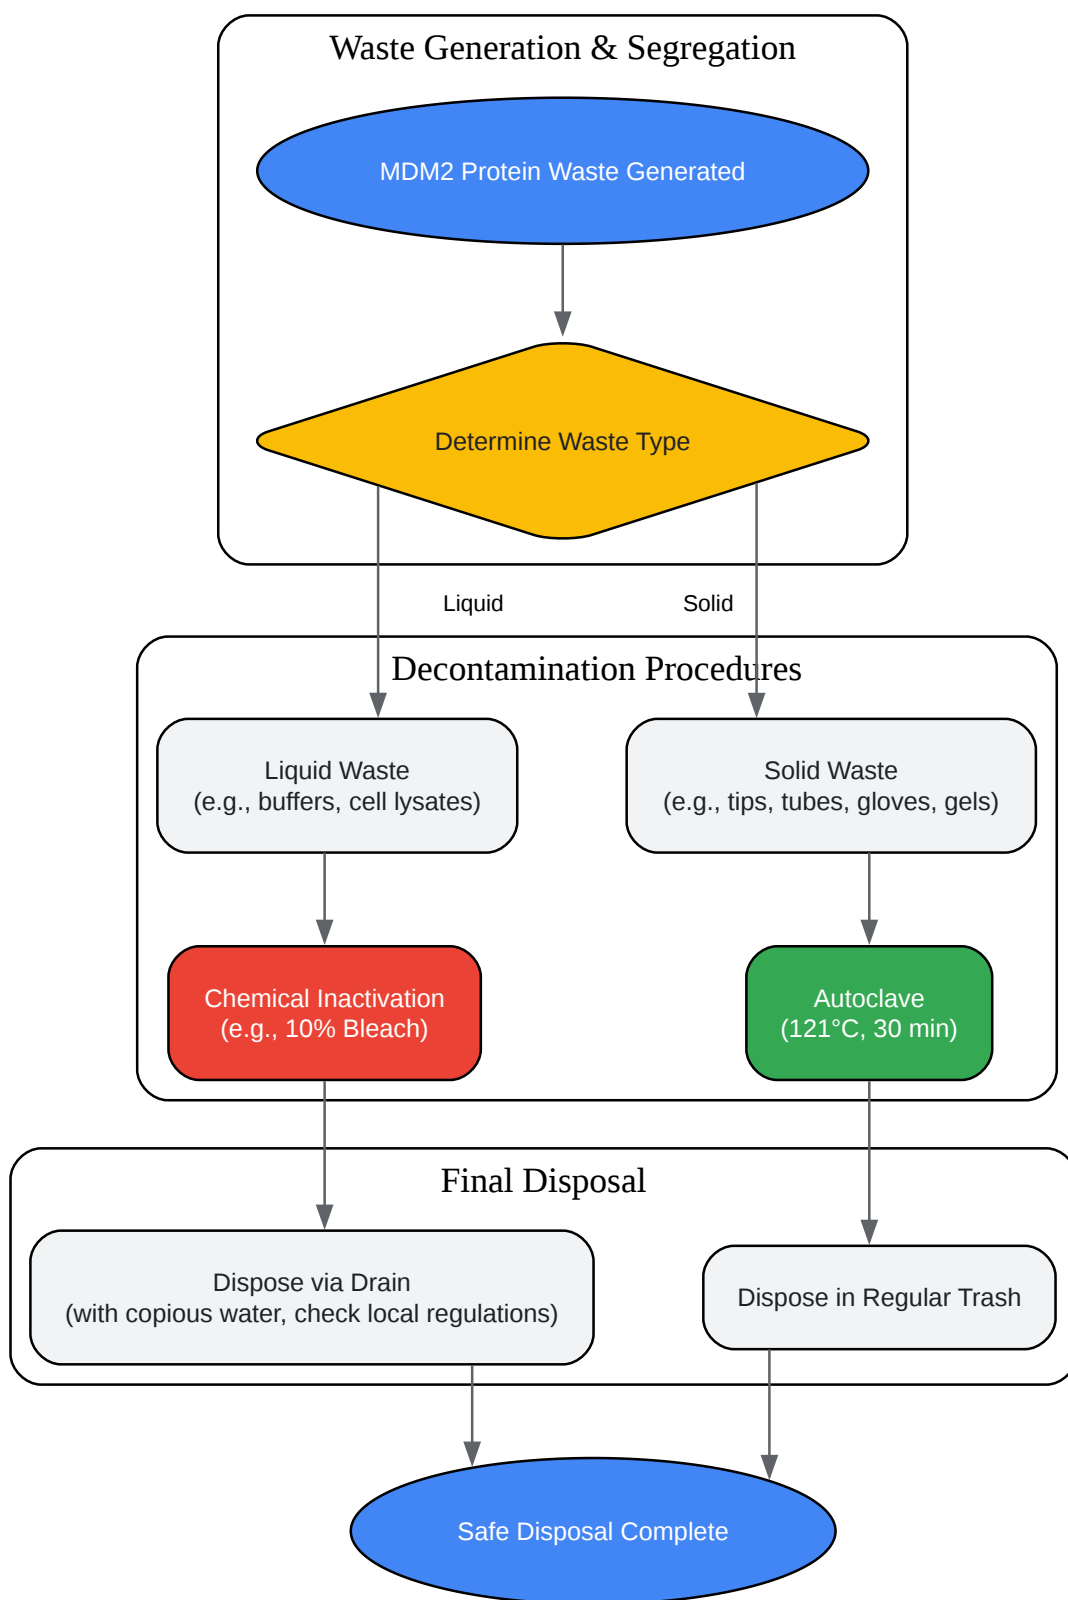 Waste Generation & Segregation
MDM2 Protein Waste Generated
Determine Waste Type
Liquid
Solid
Decontamination Procedures
Liquid Waste
(e.g., buffers, cell lysates)
Solid Waste
(e.g., tips, tubes, gloves, gels)
Chemical Inactivation
(e.g., 10% Bleach)
Autoclave
(121°C, 30 min)
Final Disposal
Dispose via Drain
(with copious water, check local regulations)
Dispose in Regular Trash
Safe Disposal Complete